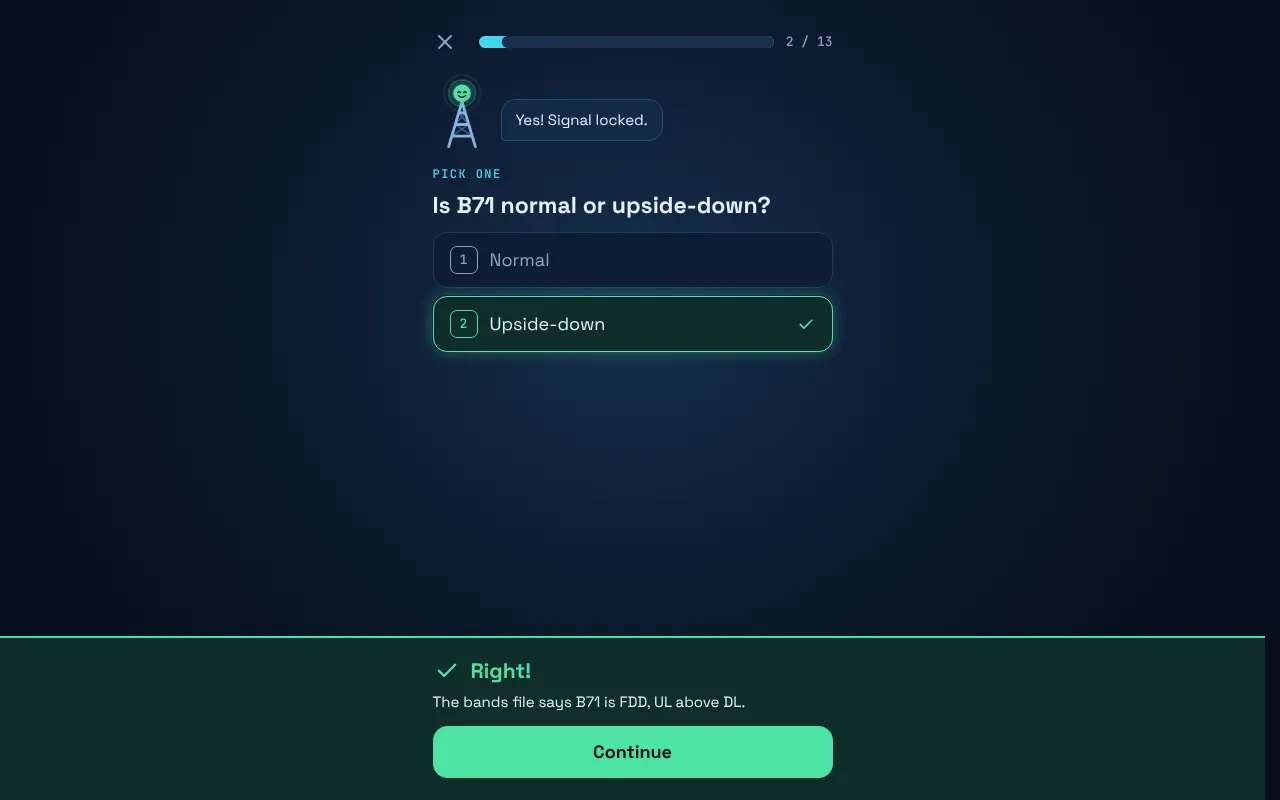 2 / 13
Yes! Signal locked.
PICK ONE
Is B71 normal or upside-down?
1 Normal
2 Upside-down
Right!
The bands file says B71 is FDD, UL above DL.
Continue